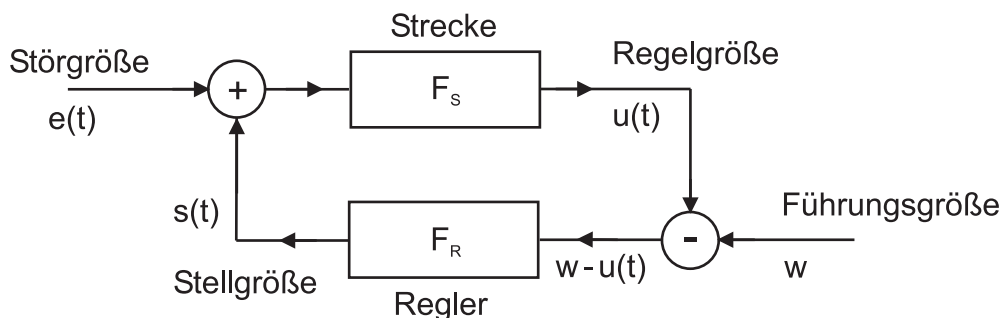 Strecke
Störgröße
Regelgröße
+
F_S
e(t)
u(t)
s(t)
Führungsgröße
F_R
-
w - u(t)
w
Stellgröße
Regler